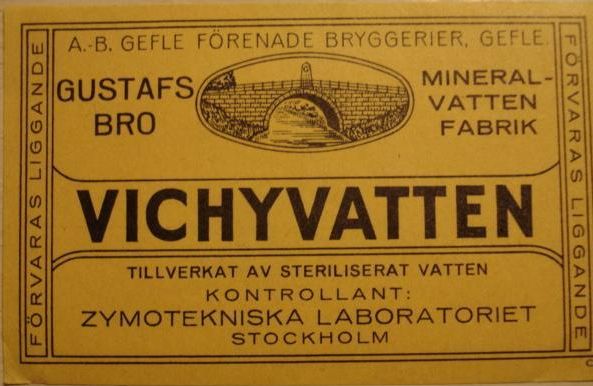 A.-B. GEFLE FÖRENADE BRYGGERIER, GEFLE.
GUSTAFS
BRO
MINERAL-
VATTEN
FABRIK
VICHYVATTEN
TILLVERKAT AV STERILISERAT VATTEN
KONTROLLANT:
ZYMOTEKNISKA LABORATORIET
STOCKHOLM
FÖRVARAS LIGGANDE
FÖRVARAS LIGGANDE